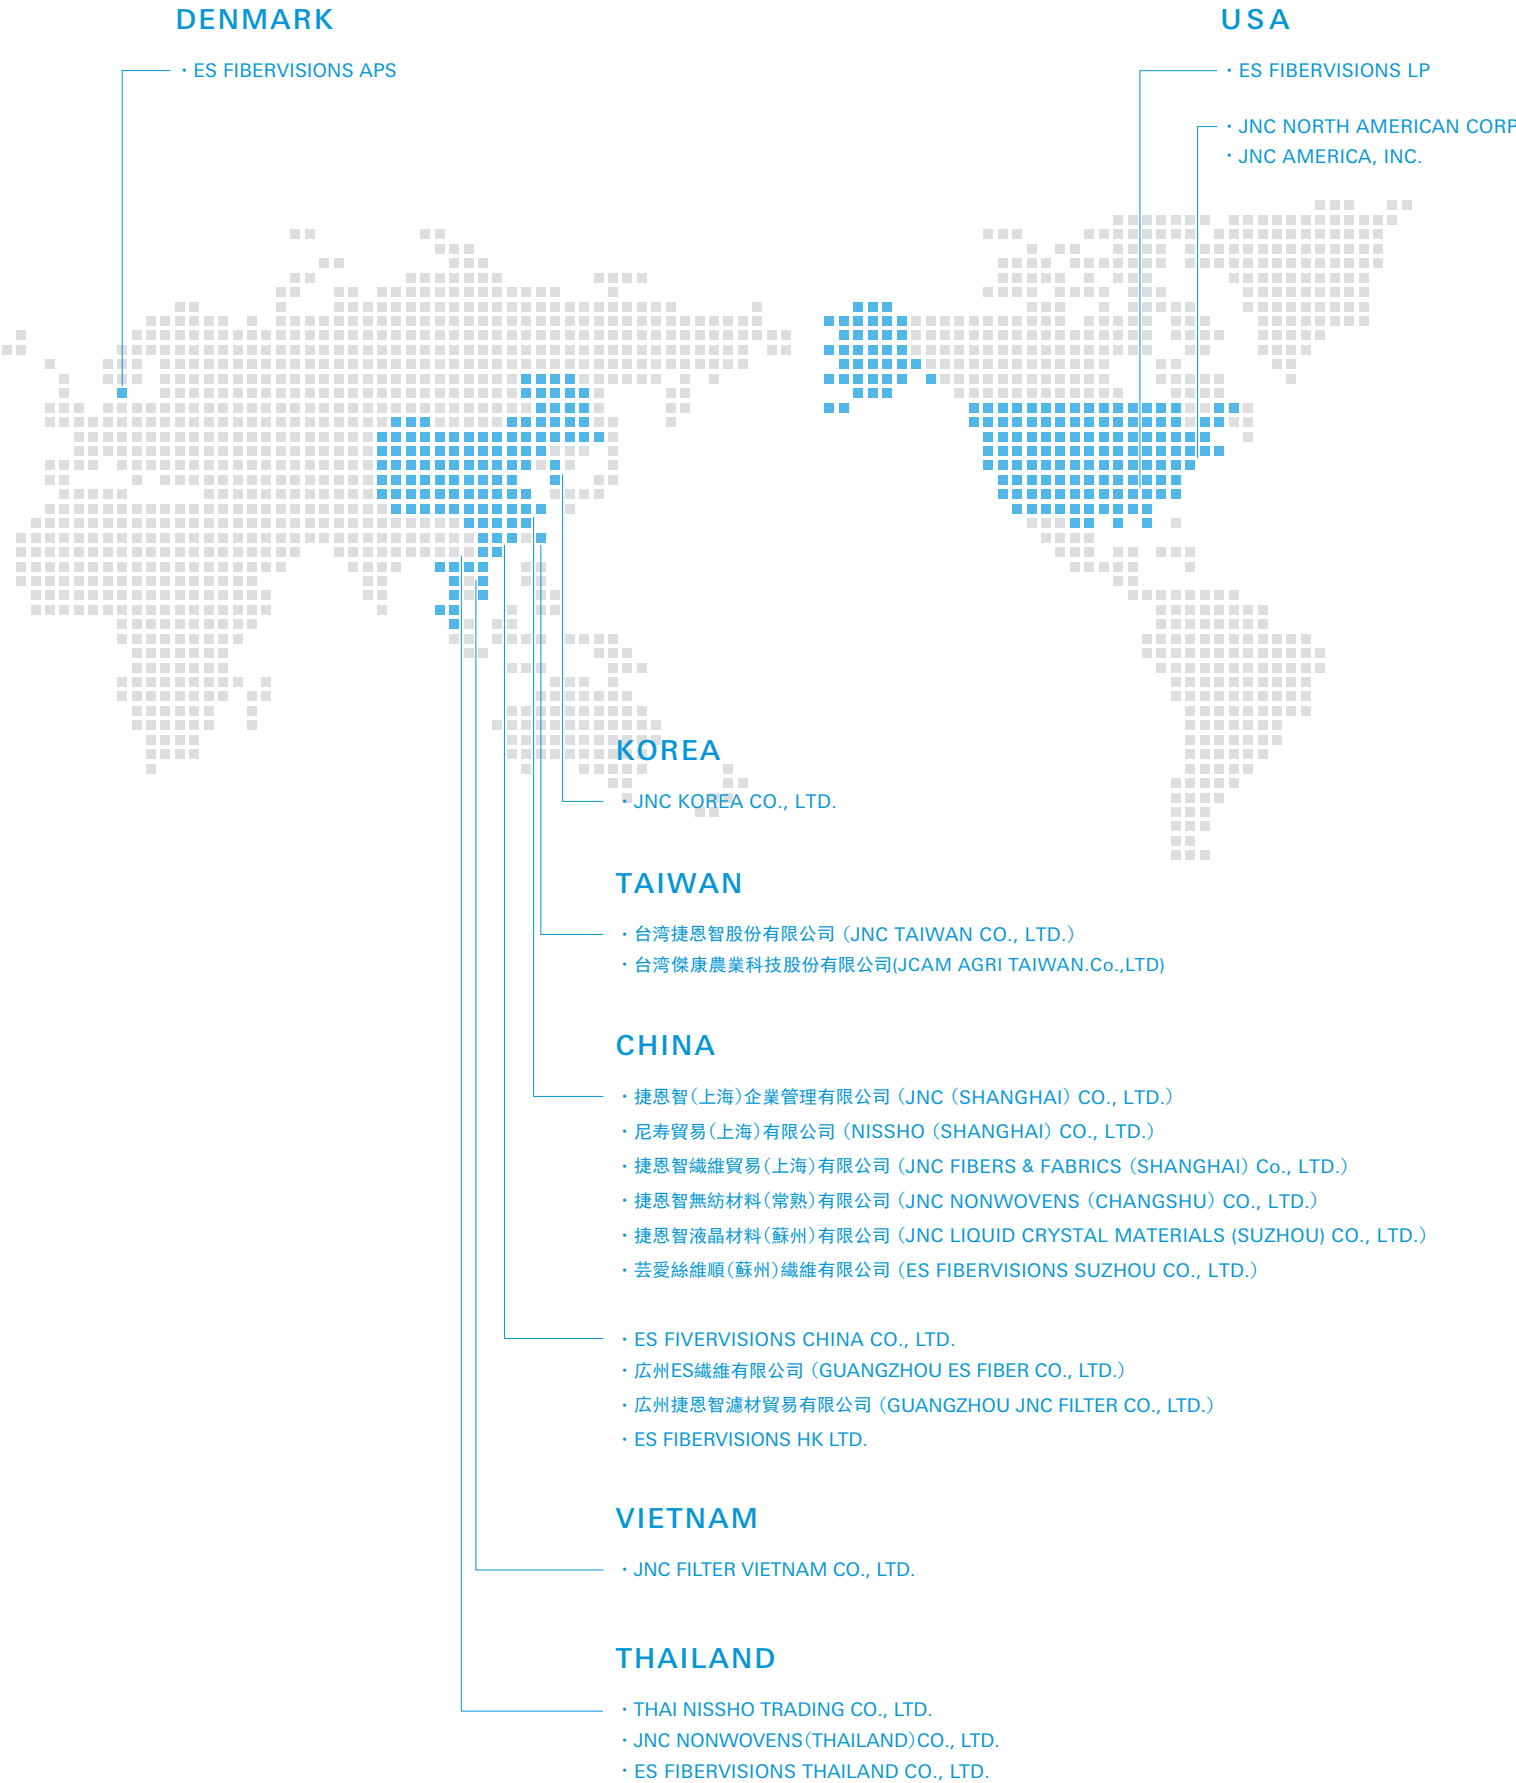 DENMARK
・ES FIBERVISIONS APS
USA
・ES FIBERVISIONS LP
・JNC NORTH AMERICAN CORP
・JNC AMERICA, INC.
KOREA
・JNC KOREA CO., LTD.
TAIWAN
・台湾捷恩智股份有限公司（JNC TAIWAN CO., LTD.）
・台湾傑康農業科技股份有限公司(JCAM AGRI TAIWAN.Co.,LTD)
CHINA
・捷恩智（上海）企業管理有限公司（JNC（SHANGHAI）CO., LTD.）
・尼寿貿易（上海）有限公司（NISSHO（SHANGHAI）CO., LTD.）
・捷恩智繊維貿易（上海）有限公司（JNC FIBERS & FABRICS（SHANGHAI）Co., LTD.）
・捷恩智無紡材料（常熟）有限公司（JNC NONWOVENS（CHANGSHU）CO., LTD.）
・捷恩智液晶材料（蘇州）有限公司（JNC LIQUID CRYSTAL MATERIALS (SUZHOU) CO., LTD.）
・芸愛絲維順（蘇州）繊維有限公司（ES FIBERVISIONS SUZHOU CO., LTD.）
・ES FIVERVISIONS CHINA CO., LTD.
・広州ES繊維有限公司（GUANGZHOU ES FIBER CO., LTD.）
・広州捷恩智濾材貿易有限公司（GUANGZHOU JNC FILTER CO., LTD.）
・ES FIBERVISIONS HK LTD.
VIETNAM
・JNC FILTER VIETNAM CO., LTD.
THAILAND
・THAI NISSHO TRADING CO., LTD.
・JNC NONWOVENS（THAILAND）CO., LTD.
・ES FIBERVISIONS THAILAND CO., LTD.